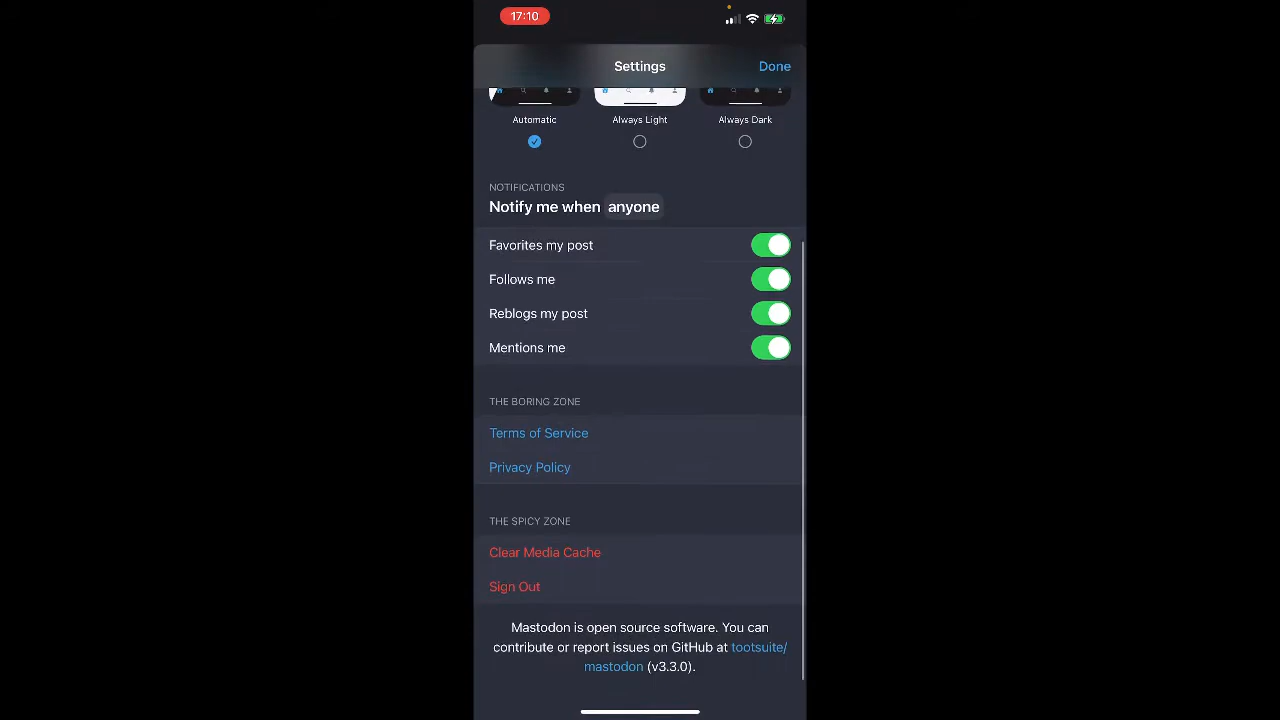 17:10
Settings
Done
Automatic
Always Light
Always Dark
NOTIFICATIONS
Notify me when anyone
Favorites my post
Follows me
Reblogs my post
Mentions me
THE BORING ZONE
Terms of Service
Privacy Policy
THE SPICY ZONE
Clear Media Cache
Sign Out
Mastodon is open source software. You can
contribute or report issues on GitHub at tootsuite/
mastodon (v3.3.0).